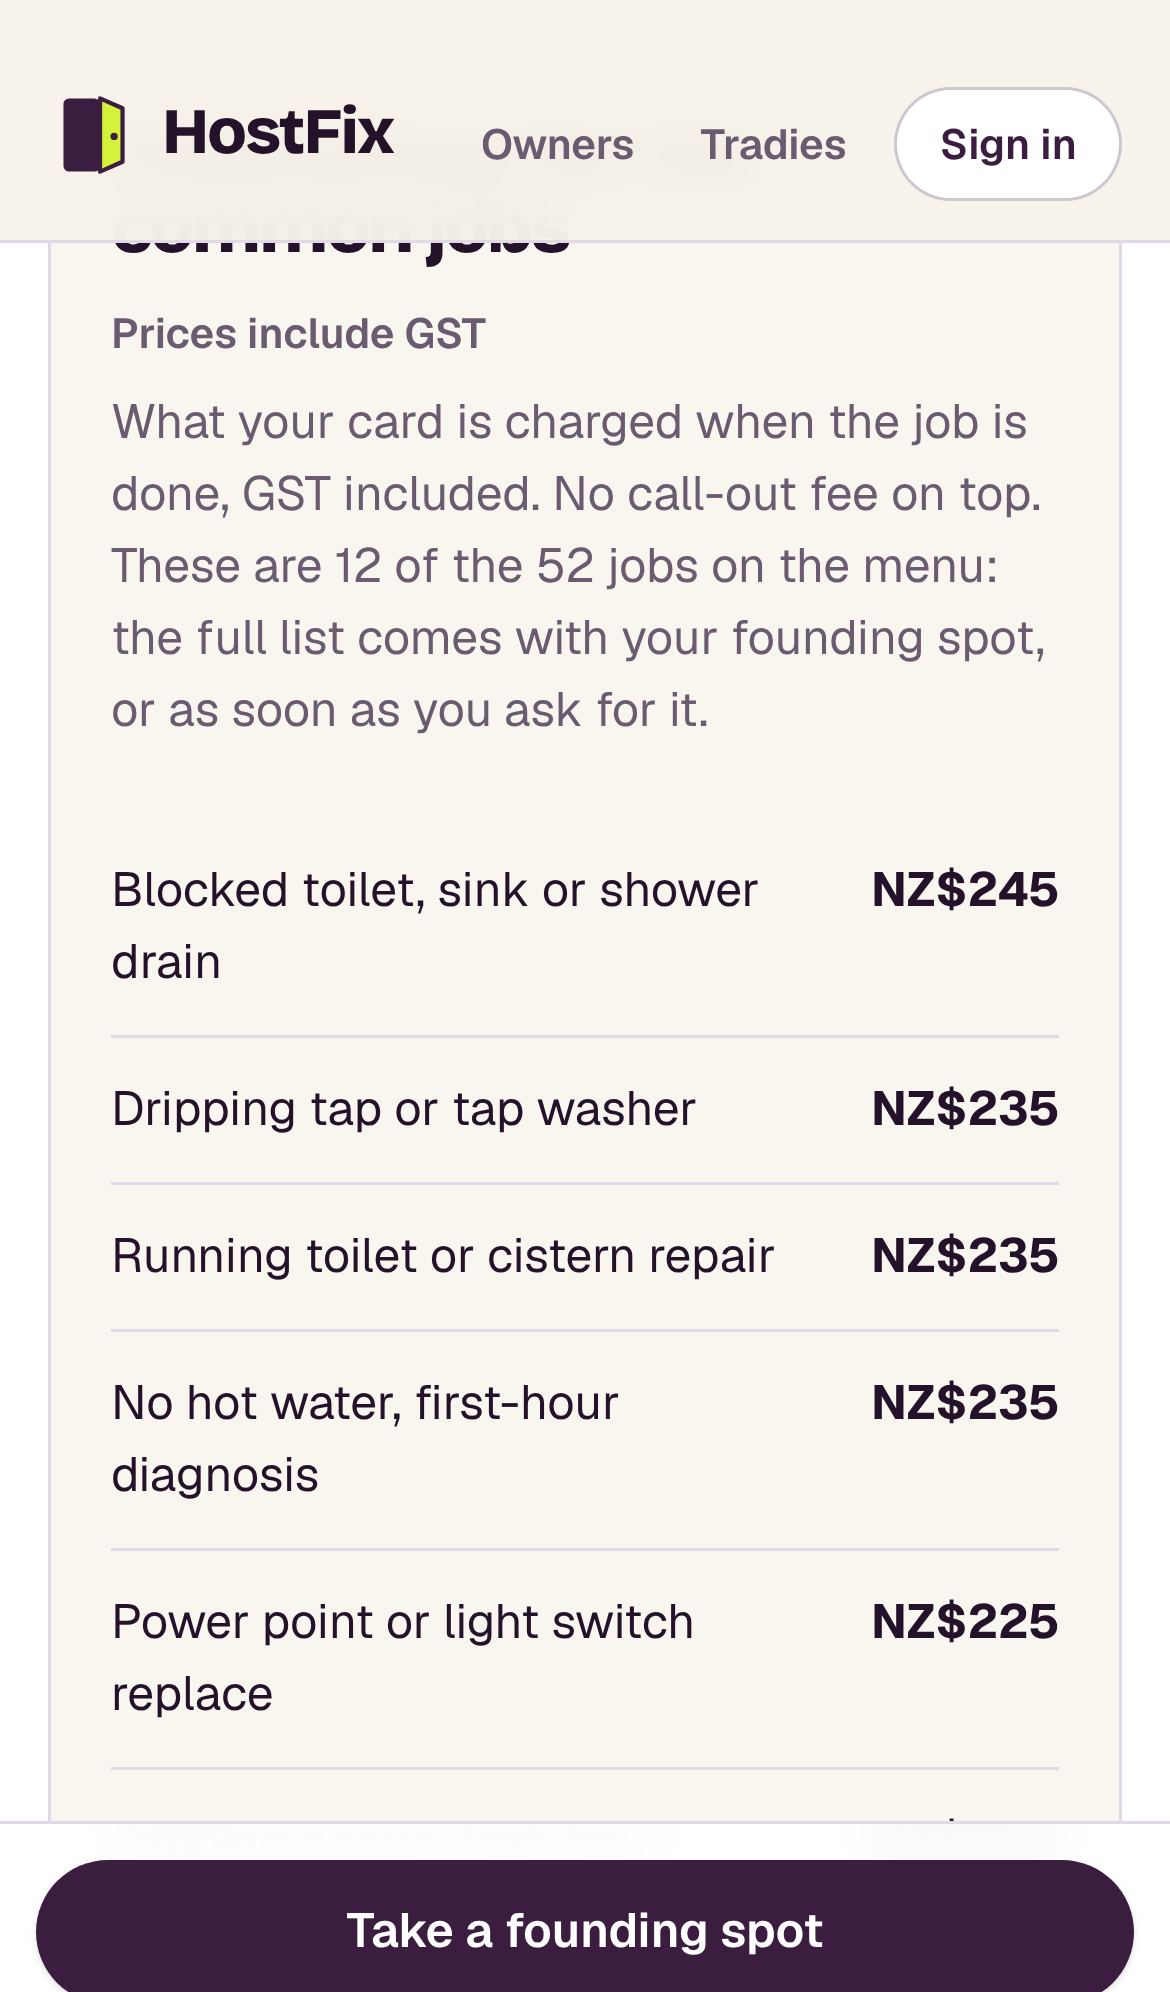 HostFix
Owners
Tradies
Sign in
common jobs
Prices include GST
What your card is charged when the job is
done, GST included. No call-out fee on top.
These are 12 of the 52 jobs on the menu:
the full list comes with your founding spot,
or as soon as you ask for it.
Blocked toilet, sink or shower NZ$245
drain
Dripping tap or tap washer NZ$235
Running toilet or cistern repair NZ$235
No hot water, first-hour NZ$235
diagnosis
Power point or light switch NZ$225
replace
Take a founding spot